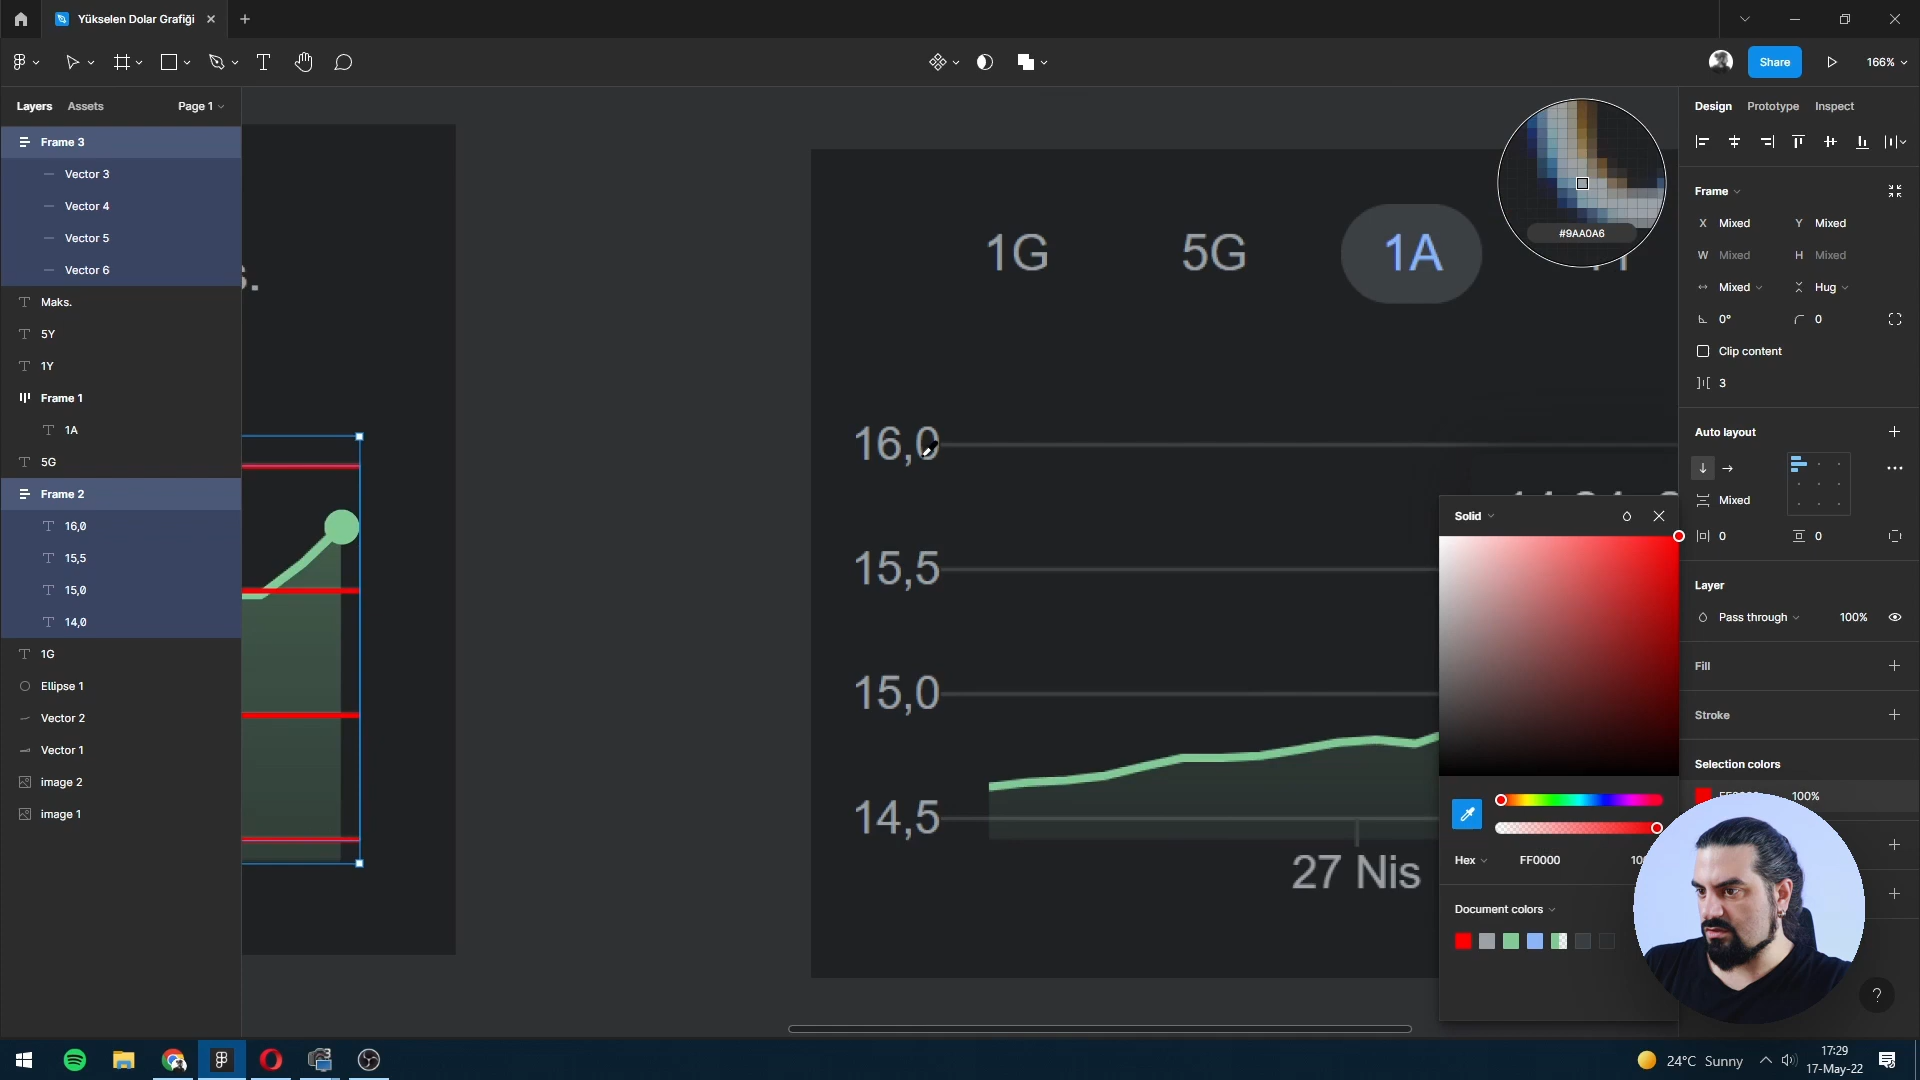 Yükselen Dolar Grafiği
Share
166%
Layers
Assets
Page 1
Design
Prototype
Inspect
Frame 3
Vector 3
Vector 4
Vector 5
Vector 6
Maks.
5Y
1Y
Frame 1
1A
5G
Frame 2
16,0
15,5
15,0
14,0
1G
Ellipse 1
Vector 2
Vector 1
image 2
image 1
1G
5G
1A
#9AA0A6
16,0
15,5
15,0
14,5
27 Nis
Frame
X Mixed
Y Mixed
W Mixed
H Mixed
Mixed
Hug
0°
0
Clip content
3
Auto layout
Mixed
0
0
Layer
Pass through
100%
Fill
Stroke
Selection colors
100%
Solid
Hex
FF0000
Document colors
?
24°C Sunny
17:29
17-May-22